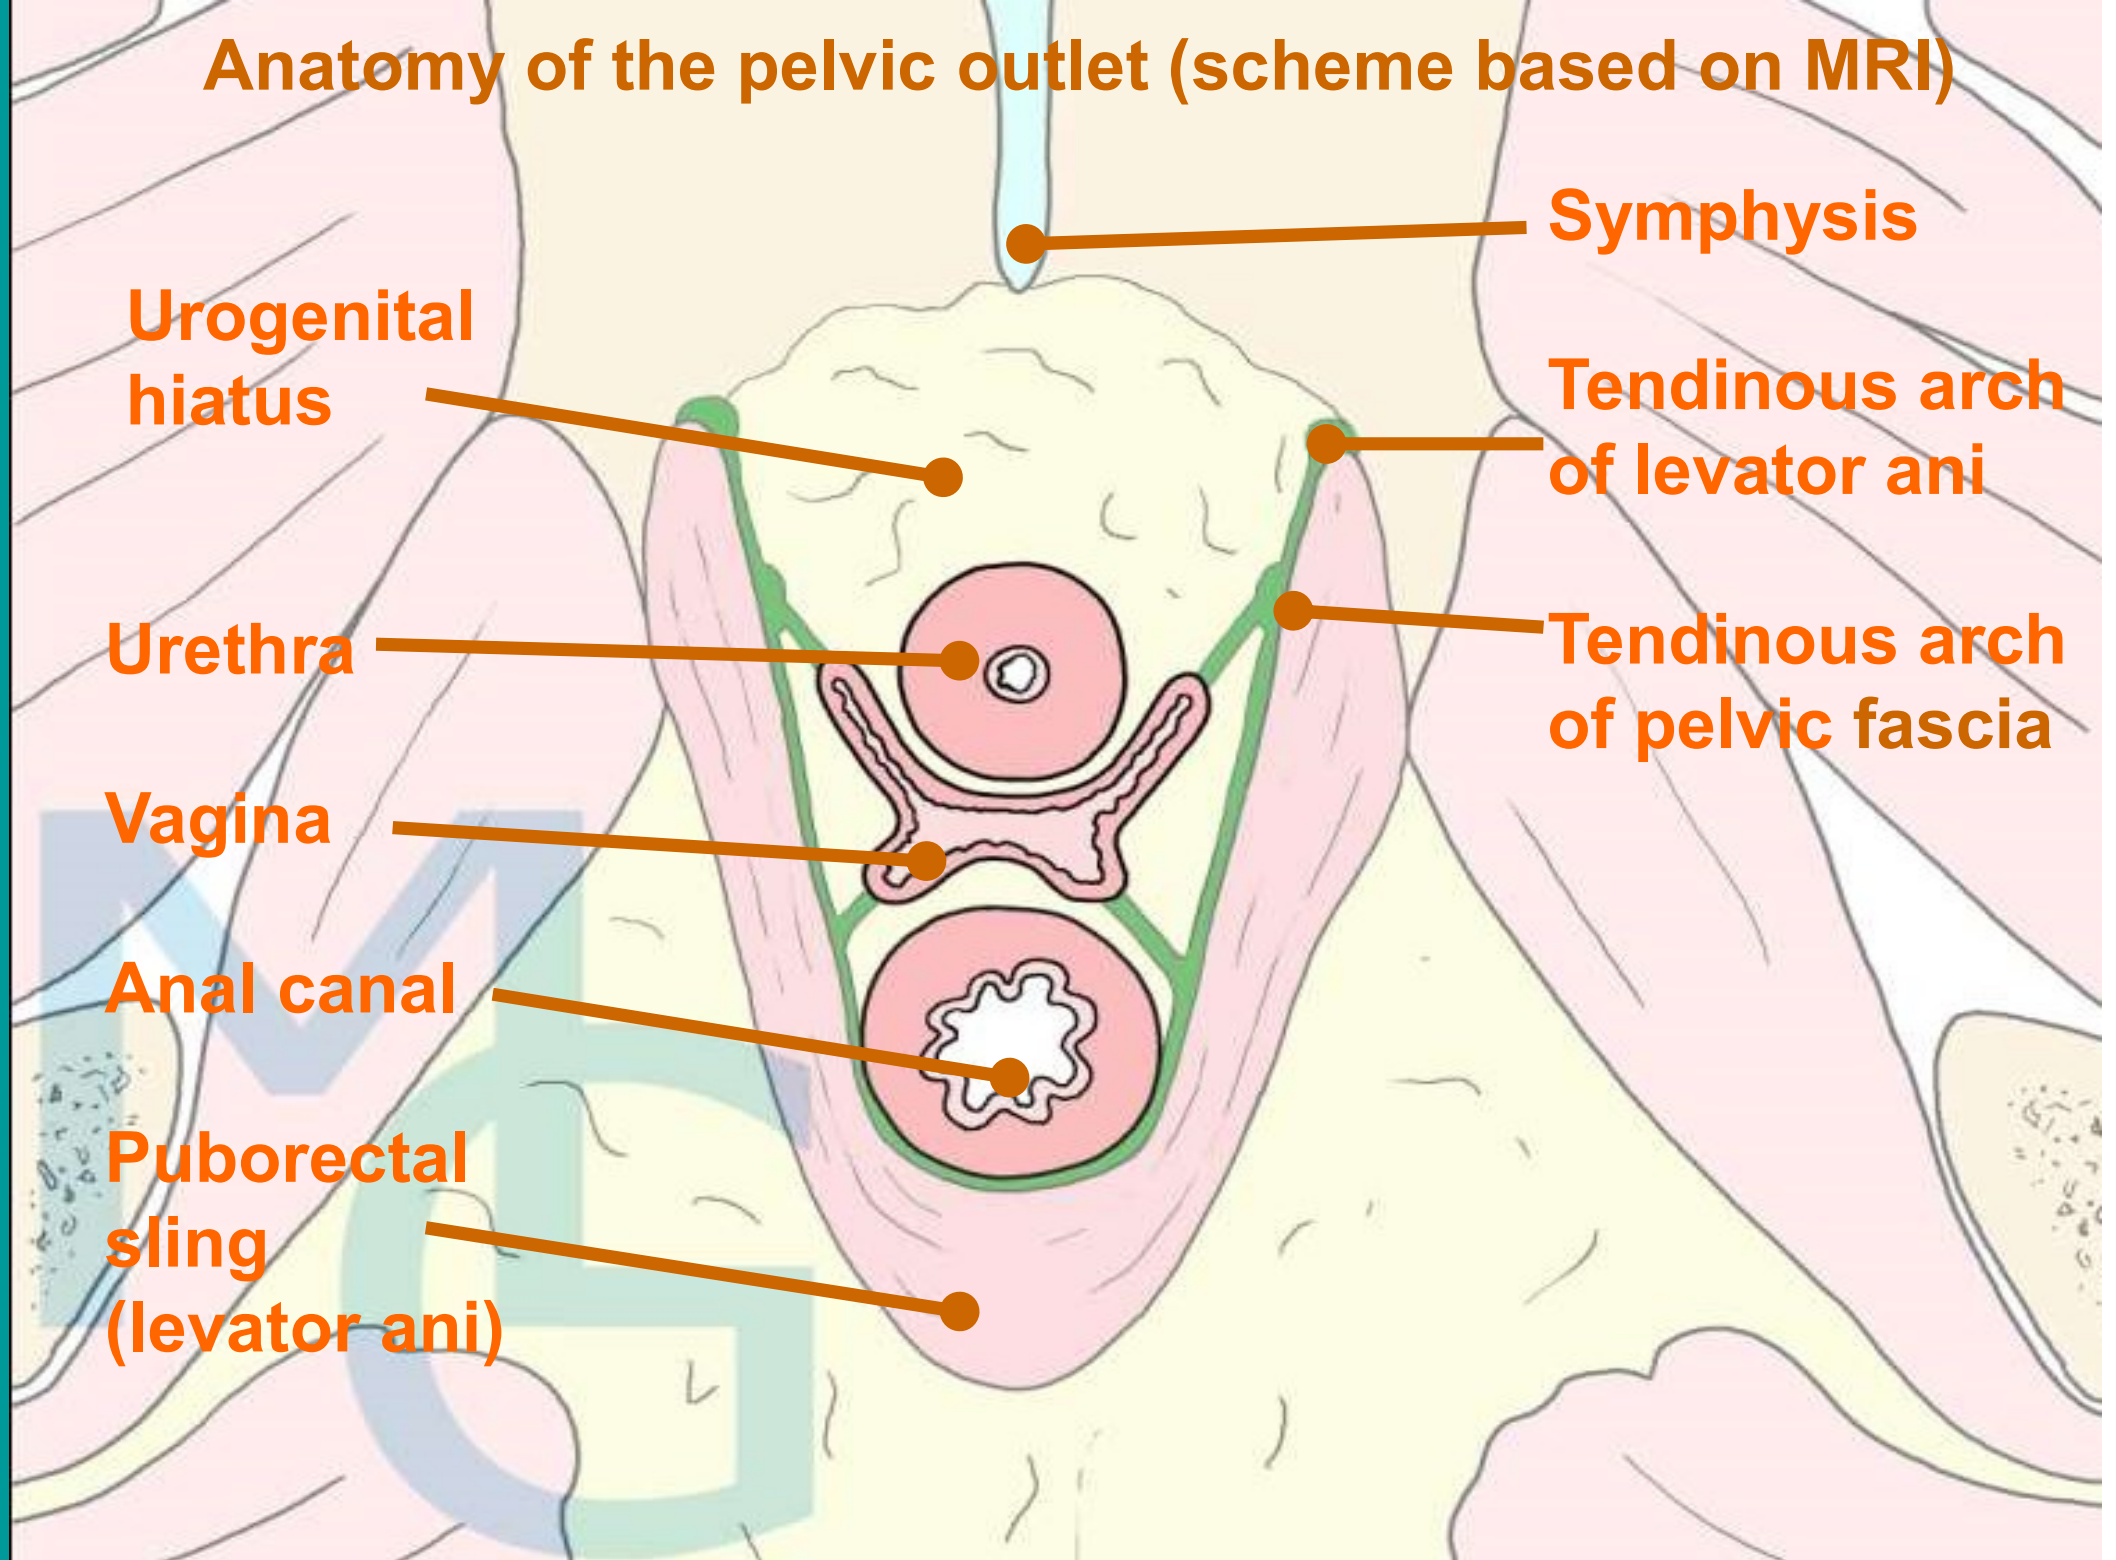 Anatomy of the pelvic outlet (scheme based on MRI)
Symphysis
Urogenital
hiatus
Tendinous arch
of levator ani
Urethra
Tendinous arch
of pelvic fascia
Vagina
Anal canal
Puborectal
sling
(levator ani)
MG